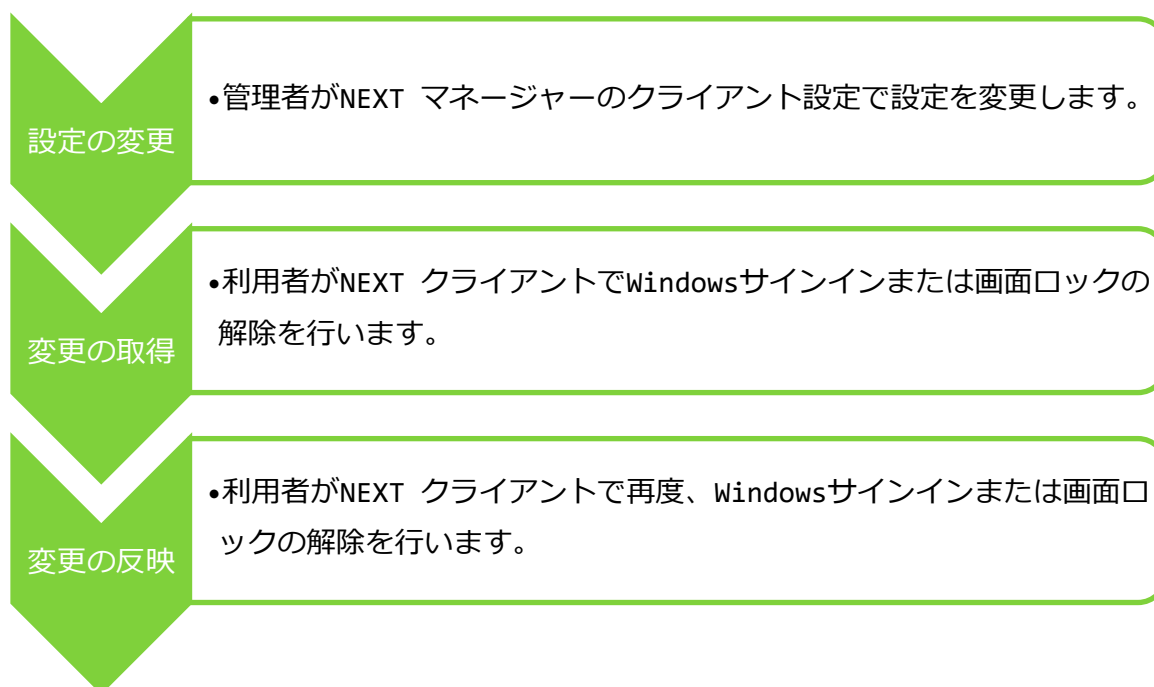 設定の変更
•管理者がNEXT マネージャーのクライアント設定で設定を変更します。
変更の取得
•利用者がNEXT クライアントでWindowsサインインまたは画面ロックの
解除を行います。
変更の反映
•利用者がNEXT クライアントで再度、Windowsサインインまたは画面ロ
ックの解除を行います。